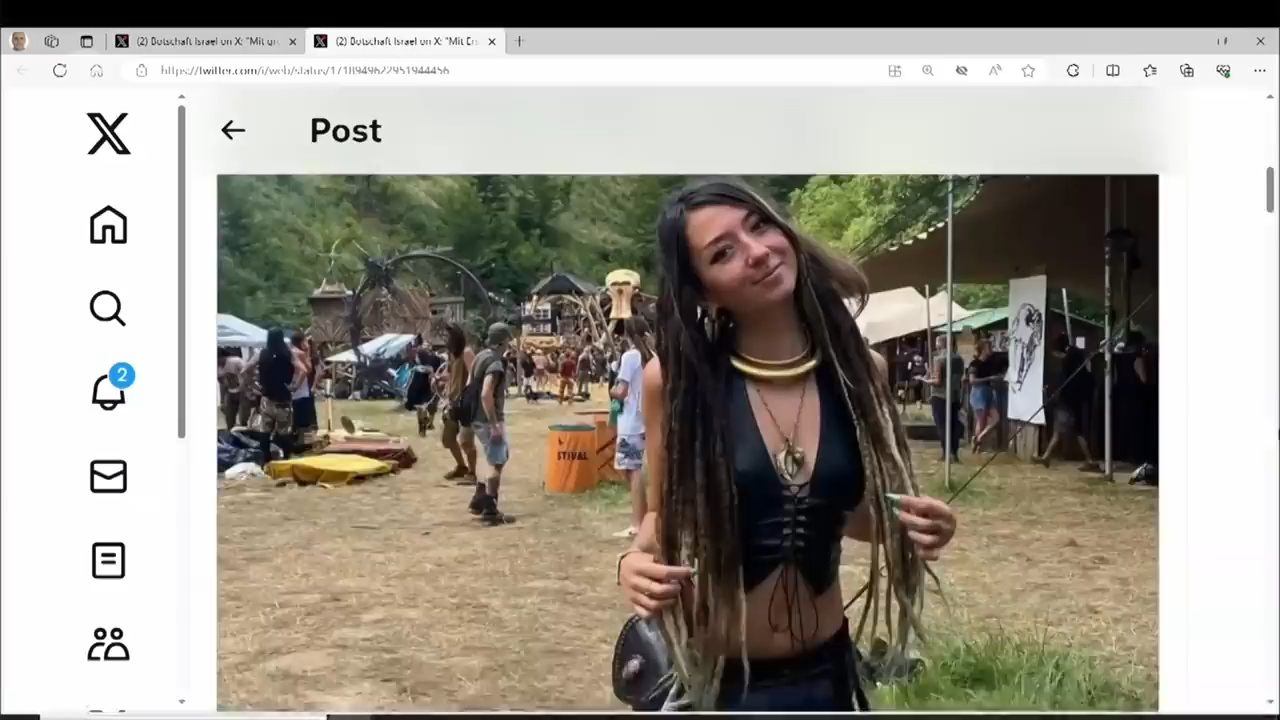 (2) Botschaft Israel on X: "Mit gr
(2) Botschaft Israel on X: "Mit Ers
https://twitter.com/i/web/status/1718949622951944456
Post
2
STIVAL